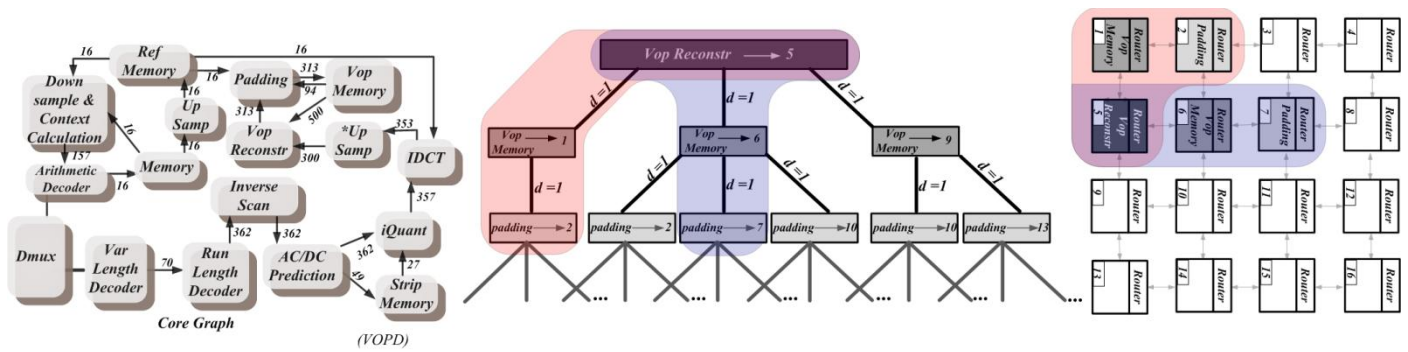 16
16
Ref
Memory
16
Padding
313
94
Vop
Memory
Down
sample &
Context
Calculation
16
Up
Samp
313
500
Vop
Reconstr
300
*Up
Samp
353
IDCT
16
16
157
Memory
Arithmetic
Decoder
16
Inverse
Scan
362
362
357
iQuant
362
27
Dmux
Var
Length
Decoder
70
Run
Length
Decoder
AC/DC
Prediction
49
Strip
Memory
Core Graph
(VOPD)
Vop Reconstr 5
d=1
d=1
d=1
Vop
Memory 1
Vop
Memory 6
Vop
Memory 9
d=1
d=1
d=1
d=1
d=1
d=1
padding 2
padding 2
padding 7
padding 10
padding 10
padding 13
...
...
...
...
1
Router
Vop
Memory
2
Router
Padding
3
Router
4
Router
5
Router
Vop
Reconstr
6
Router
Vop
Memory
7
Router
Padding
8
Router
9
Router
10
Router
11
Router
12
Router
13
Router
14
Router
15
Router
16
Router